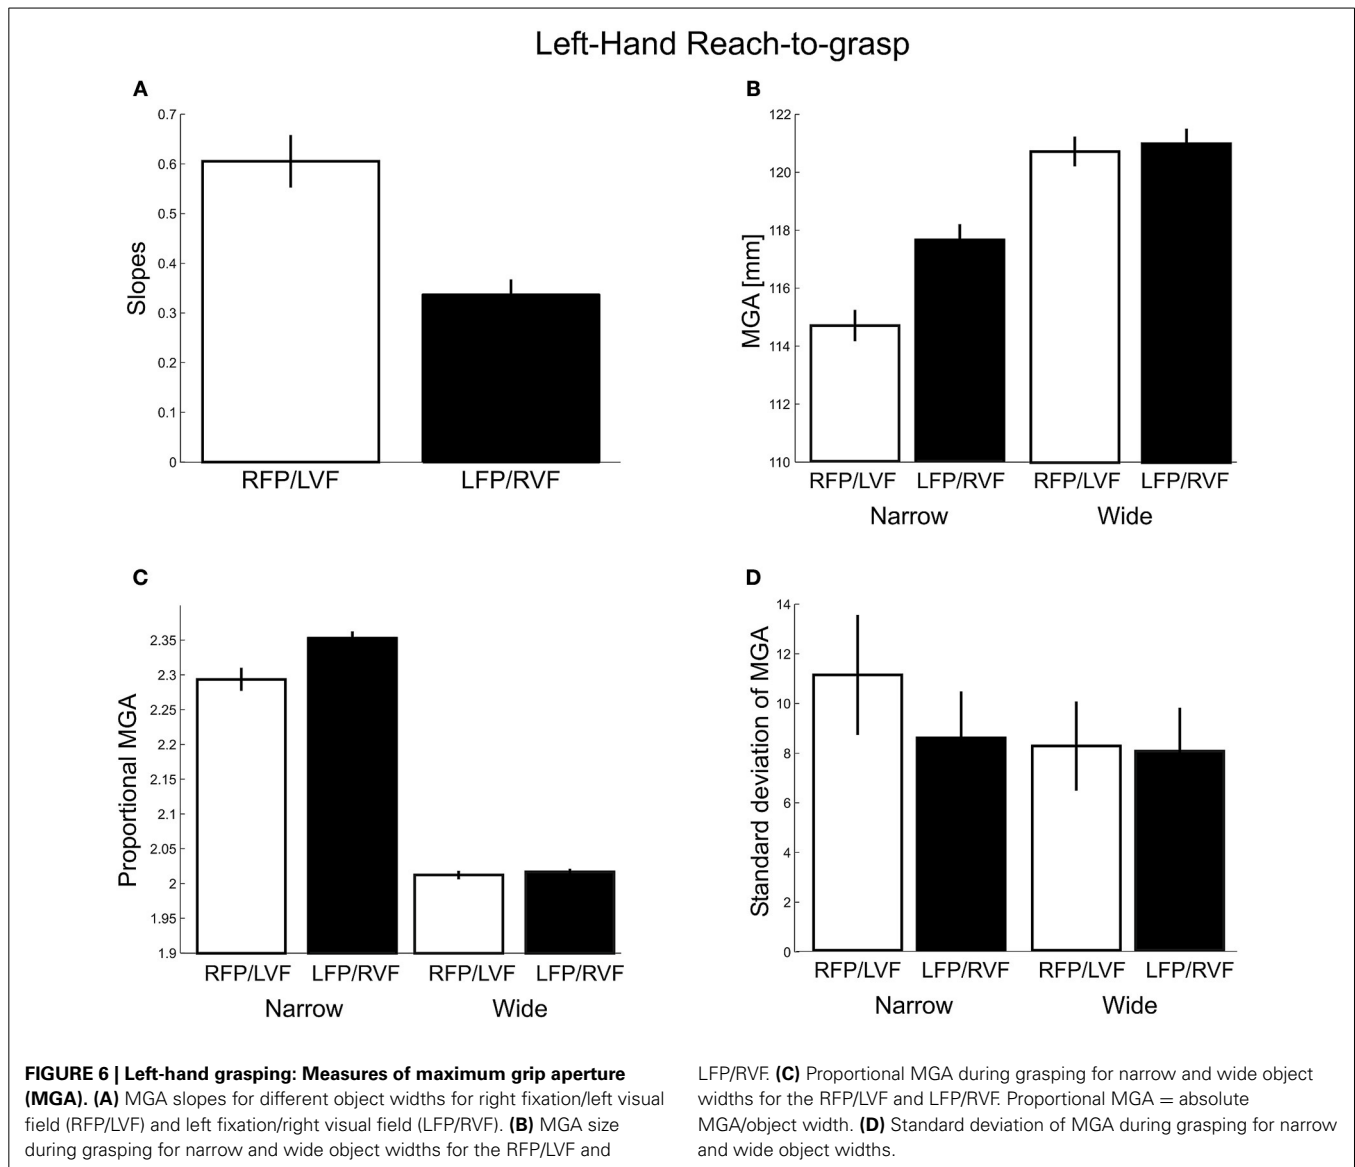 Left-Hand Reach-to-grasp
A
0.7
0.6
0.5
0.4
0.3
0.2
0.1
0
Slopes
RFP/LVF LFP/RVF
B
122
120
118
116
114
112
110
MGA [mm]
RFP/LVF LFP/RVF RFP/LVF LFP/RVF
Narrow Wide
C
2.35
2.3
2.25
2.2
2.15
2.1
2.05
2
1.95
1.9
Proportional MGA
RFP/LVF LFP/RVF RFP/LVF LFP/RVF
Narrow Wide
D
14
12
10
8
6
4
2
0
Standard deviation of MGA
RFP/LVF LFP/RVF RFP/LVF LFP/RVF
Narrow Wide
FIGURE 6 | Left-hand grasping: Measures of maximum grip aperture
(MGA). (A) MGA slopes for different object widths for right fixation/left visual
field (RFP/LVF) and left fixation/right visual field (LFP/RVF). (B) MGA size
during grasping for narrow and wide object widths for the RFP/LVF and
LFP/RVF. (C) Proportional MGA during grasping for narrow and wide object
widths for the RFP/LVF and LFP/RVF. Proportional MGA = absolute
MGA/object width. (D) Standard deviation of MGA during grasping for narrow
and wide object widths.